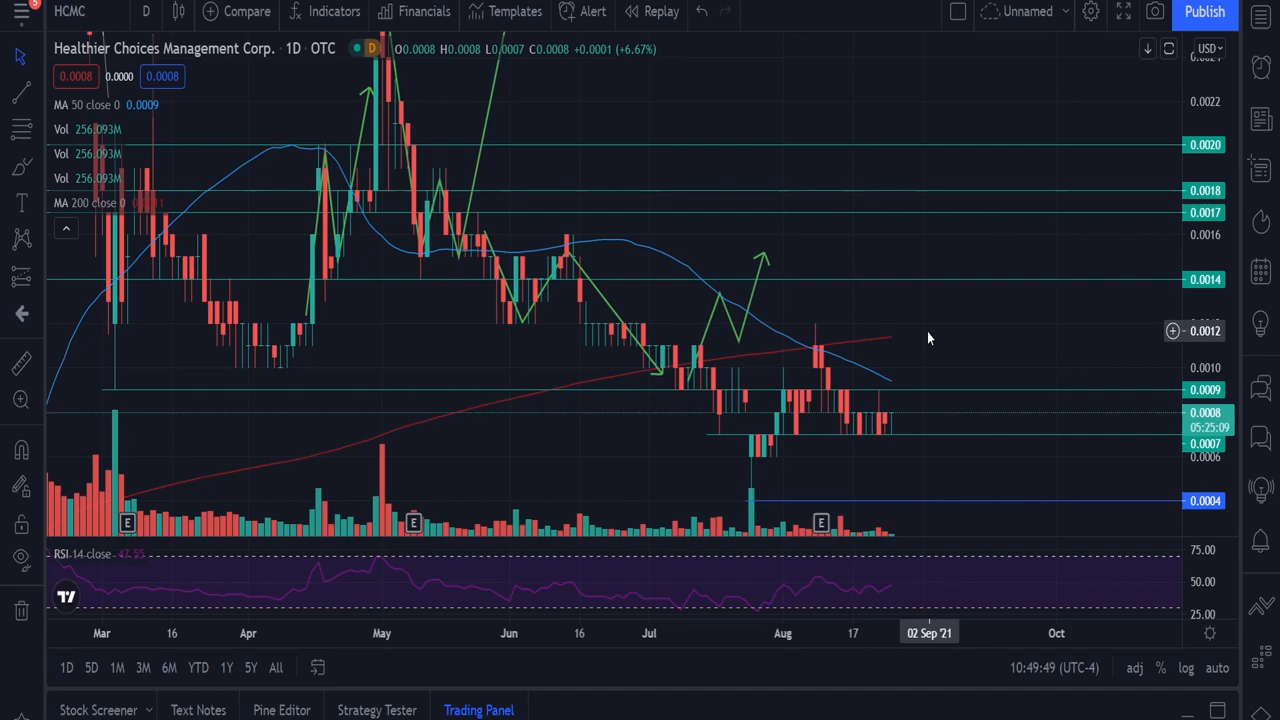 5
HCMC D Compare Indicators Financials Templates Alert Replay Unnamed Publish
Healthier Choices Management Corp. · 1D · OTC D O0.0008 H0.0008 L0.0007 C0.0008 +0.0001 (+6.67%) USD
0.0008 0.0000 0.0008
MA 50 close 0 0.0009
0.0022
Vol 256.093M
0.0020
Vol 256.093M
Vol 256.093M
0.0018
MA 200 close 0
0.0017
0.0016
0.0014
0.0012
0.0010
0.0009
0.0008
05:25:09
0.0007
0.0006
0.0004
E E E
RSI 14 close 47.55
75.00
50.00
25.00
Mar 16 Apr May Jun 16 Jul Aug 17 02 Sep '21 Oct
1D 5D 1M 3M 6M YTD 1Y 5Y All 10:49:49 (UTC-4) adj % log auto
Stock Screener Text Notes Pine Editor Strategy Tester Trading Panel